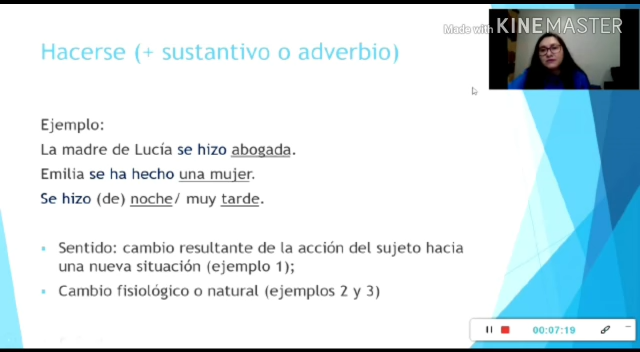 Made with KINEMASTER
Hacerse (+ sustantivo o adverbio)
Ejemplo:
La madre de Lucía se hizo abogada.
Emilia se ha hecho una mujer.
Se hizo (de) noche/ muy tarde.
Sentido: cambio resultante de la acción del sujeto hacia
una nueva situación (ejemplo 1);
Cambio fisiológico o natural (ejemplos 2 y 3)
00:07:19